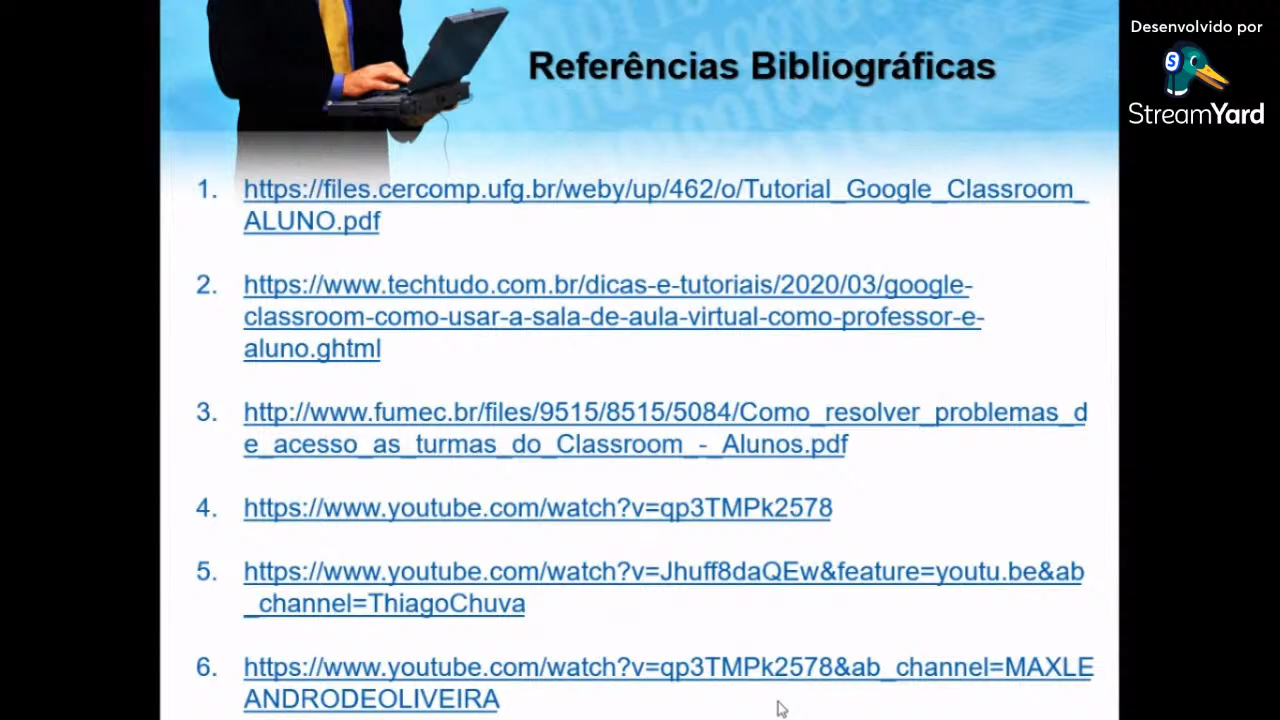 Desenvolvido por
StreamYard
Referências Bibliográficas
1. https://files.cercomp.ufg.br/weby/up/462/o/Tutorial_Google_Classroom_
ALUNO.pdf
2. https://www.techtudo.com.br/dicas-e-tutoriais/2020/03/google-
classroom-como-usar-a-sala-de-aula-virtual-como-professor-e-
aluno.ghtml
3. http://www.fumec.br/files/9515/8515/5084/Como_resolver_problemas_d
e_acesso_as_turmas_do_Classroom_-_Alunos.pdf
4. https://www.youtube.com/watch?v=qp3TMPk2578
5. https://www.youtube.com/watch?v=Jhuff8daQEw&feature=youtu.be&ab
_channel=ThiagoChuva
6. https://www.youtube.com/watch?v=qp3TMPk2578&ab_channel=MAXLE
ANDRODEOLIVEIRA